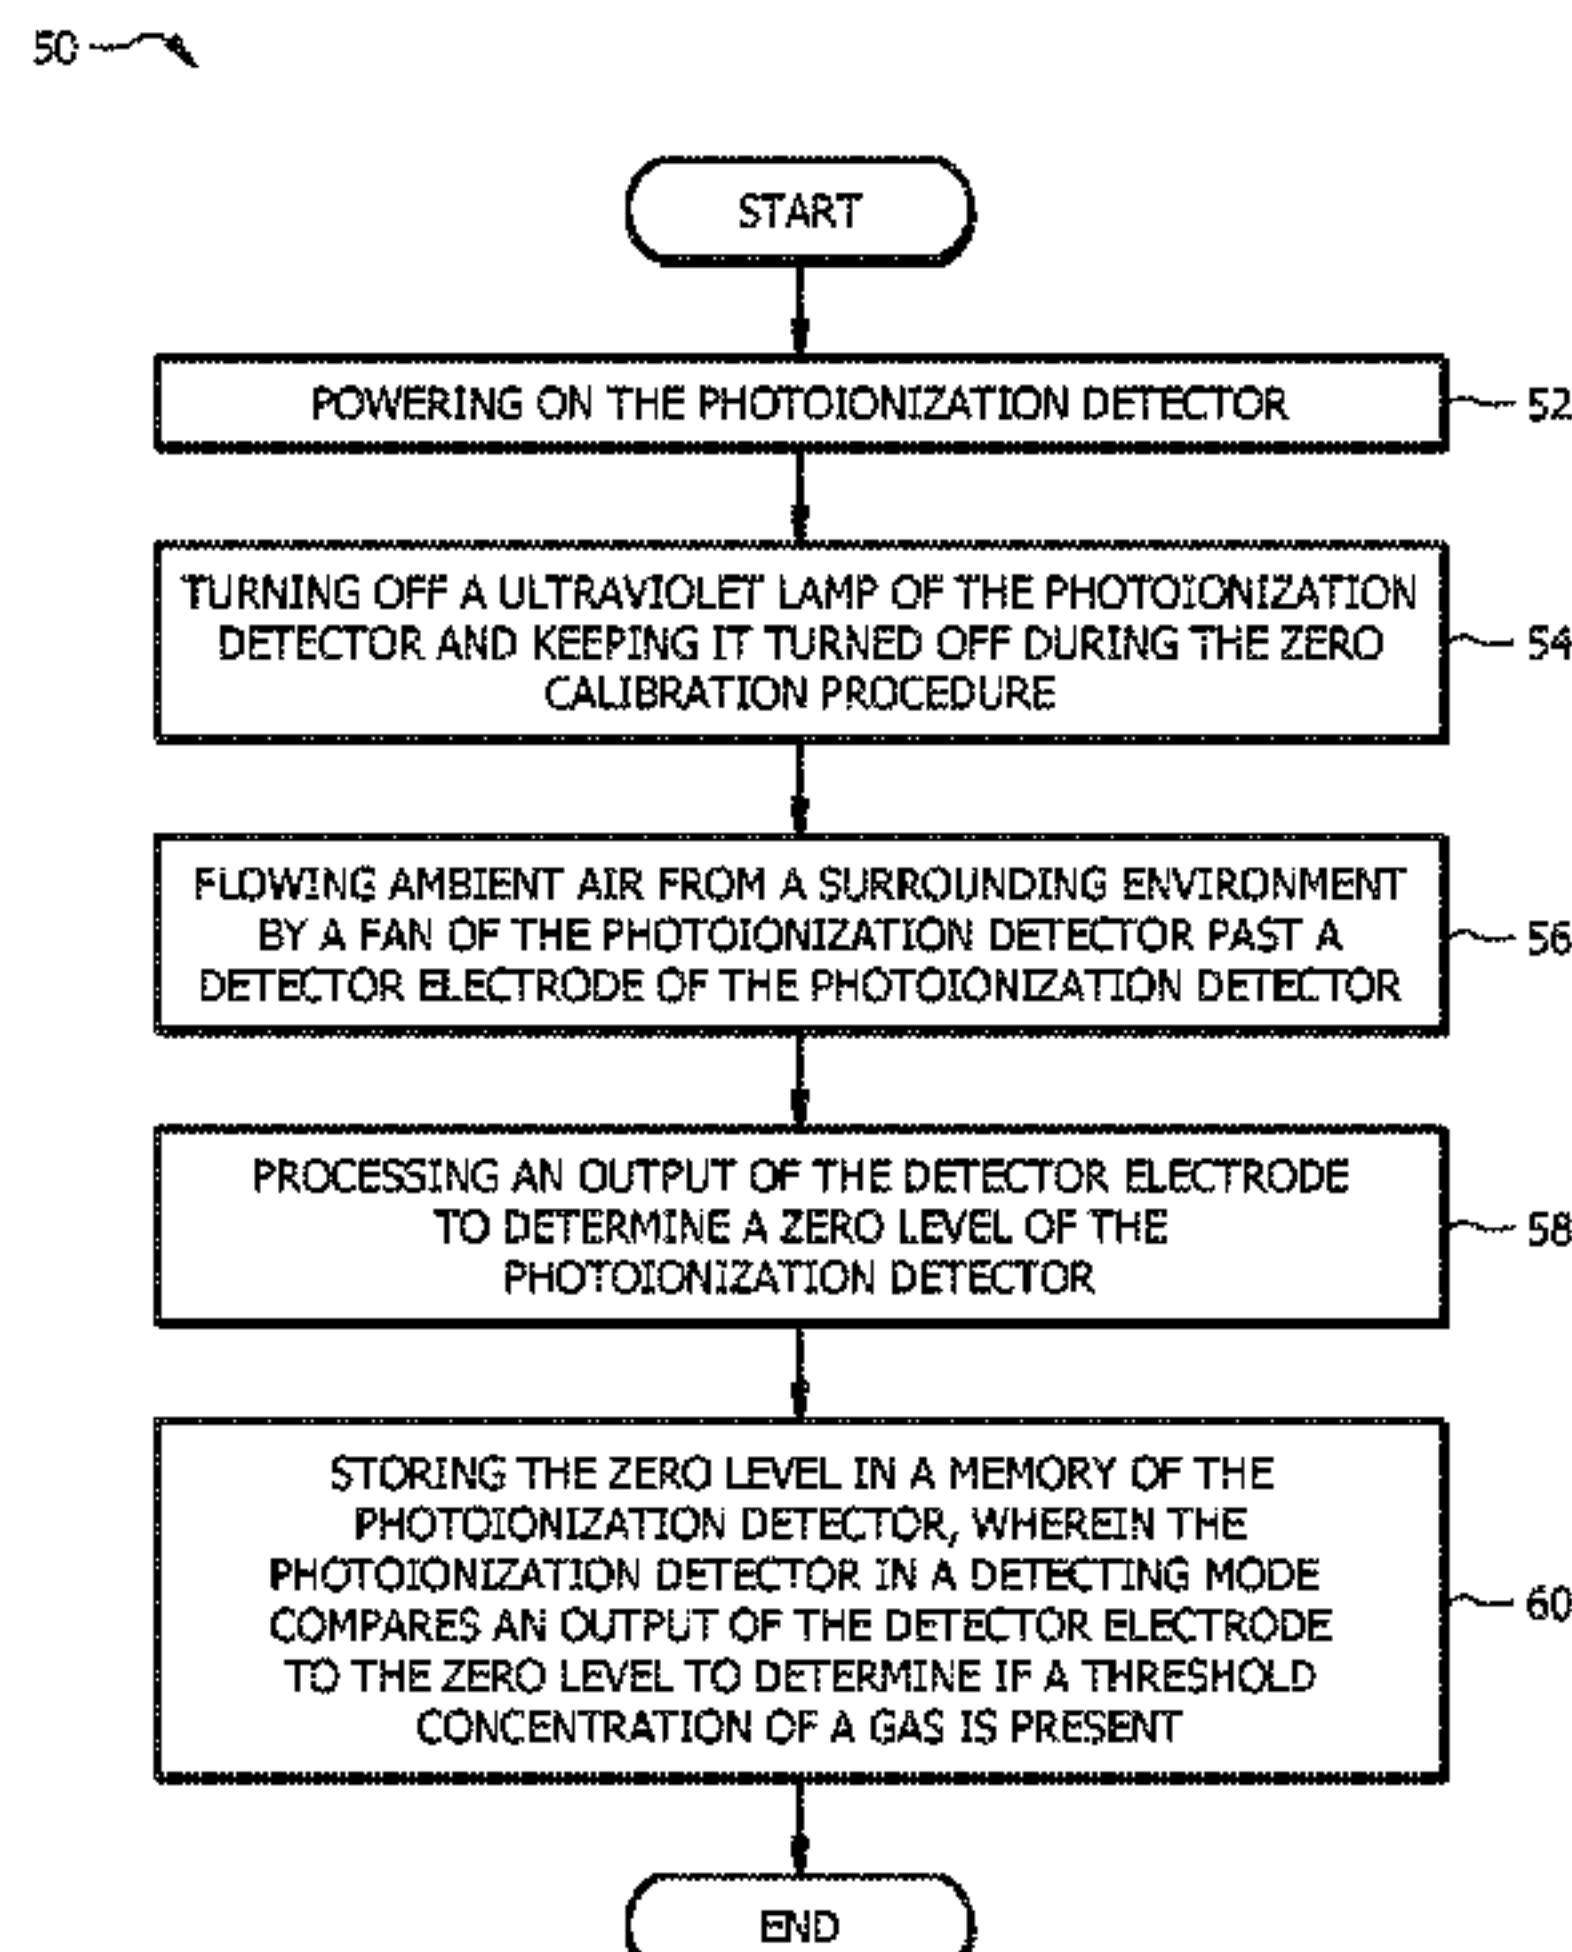 50
START
POWERING ON THE PHOTOIONIZATION DETECTOR
52
TURNING OFF A ULTRAVIOLET LAMP OF THE PHOTOIONIZATION
DETECTOR AND KEEPING IT TURNED OFF DURING THE ZERO
CALIBRATION PROCEDURE
54
FLOWING AMBIENT AIR FROM A SURROUNDING ENVIRONMENT
BY A FAN OF THE PHOTOIONIZATION DETECTOR PAST A
DETECTOR ELECTRODE OF THE PHOTOIONIZATION DETECTOR
56
PROCESSING AN OUTPUT OF THE DETECTOR ELECTRODE
TO DETERMINE A ZERO LEVEL OF THE
PHOTOIONIZATION DETECTOR
58
STORING THE ZERO LEVEL IN A MEMORY OF THE
PHOTOIONIZATION DETECTOR, WHEREIN THE
PHOTOIONIZATION DETECTOR IN A DETECTING MODE
COMPARES AN OUTPUT OF THE DETECTOR ELECTRODE
TO THE ZERO LEVEL TO DETERMINE IF A THRESHOLD
CONCENTRATION OF A GAS IS PRESENT
60
END